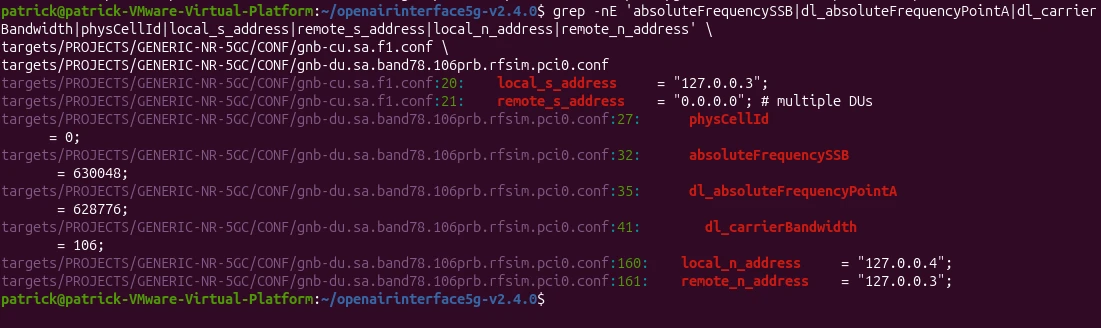 patrick@patrick-VMware-Virtual-Platform:~/openairinterface5g-v2.4.0$ grep -nE 'absoluteFrequencySSB|dl_absoluteFrequencyPointA|dl_carrier
Bandwidth|physCellId|local_s_address|remote_s_address|local_n_address|remote_n_address' \
targets/PROJECTS/GENERIC-NR-5GC/CONF/gnb-cu.sa.f1.conf \
targets/PROJECTS/GENERIC-NR-5GC/CONF/gnb-du.sa.band78.106prb.rfsim.pci0.conf
targets/PROJECTS/GENERIC-NR-5GC/CONF/gnb-cu.sa.f1.conf:20:    local_s_address     = "127.0.0.3";
targets/PROJECTS/GENERIC-NR-5GC/CONF/gnb-cu.sa.f1.conf:21:    remote_s_address    = "0.0.0.0"; # multiple DUs
targets/PROJECTS/GENERIC-NR-5GC/CONF/gnb-du.sa.band78.106prb.rfsim.pci0.conf:27:      physCellId
      = 0;
targets/PROJECTS/GENERIC-NR-5GC/CONF/gnb-du.sa.band78.106prb.rfsim.pci0.conf:32:      absoluteFrequencySSB
       = 630048;
targets/PROJECTS/GENERIC-NR-5GC/CONF/gnb-du.sa.band78.106prb.rfsim.pci0.conf:35:      dl_absoluteFrequencyPointA
       = 628776;
targets/PROJECTS/GENERIC-NR-5GC/CONF/gnb-du.sa.band78.106prb.rfsim.pci0.conf:41:        dl_carrierBandwidth
       = 106;
targets/PROJECTS/GENERIC-NR-5GC/CONF/gnb-du.sa.band78.106prb.rfsim.pci0.conf:160:    local_n_address     = "127.0.0.4";
targets/PROJECTS/GENERIC-NR-5GC/CONF/gnb-du.sa.band78.106prb.rfsim.pci0.conf:161:    remote_n_address    = "127.0.0.3";
patrick@patrick-VMware-Virtual-Platform:~/openairinterface5g-v2.4.0$